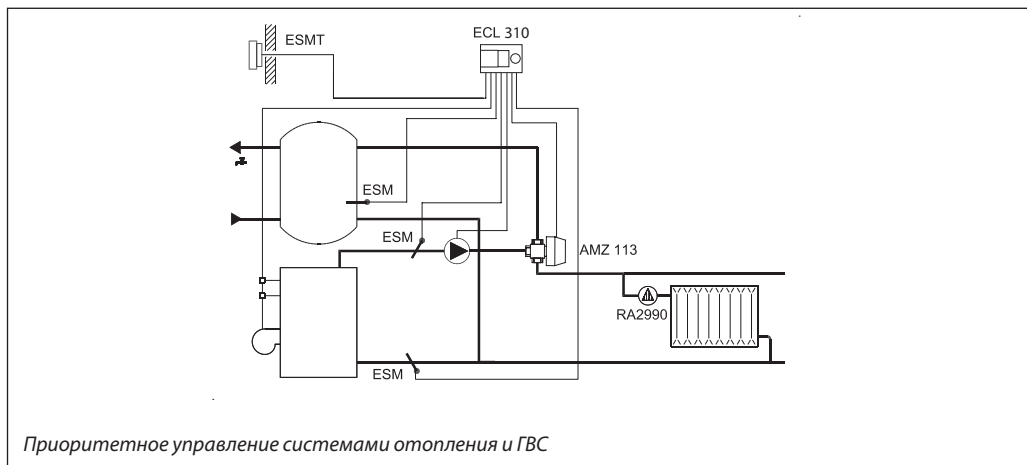 ECL 310
ESMT
ESM
ESM
AMZ 113
RA2990
ESM
Приоритетное управление системами отопления и ГВС